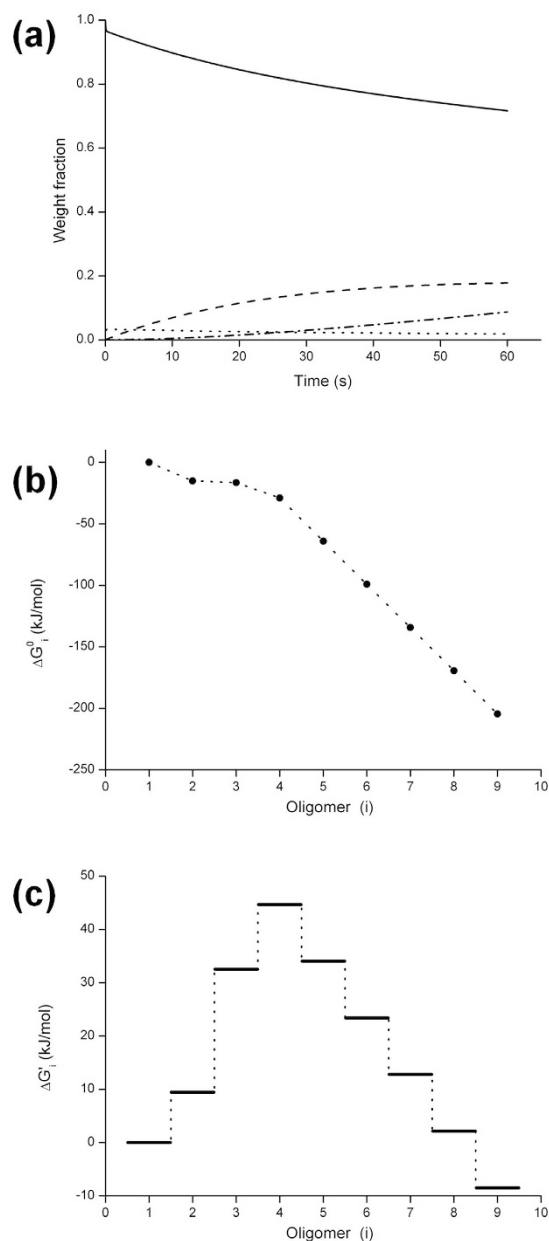 (a)
1.0
0.8
0.6
0.4
0.2
0.0
Weight fraction
0 10 20 30 40 50 60
Time (s)
(b)
0
-50
-100
-150
-200
-250
ΔG⁰ᵢ (kJ/mol)
0 1 2 3 4 5 6 7 8 9 10
Oligomer (i)
(c)
50
40
30
20
10
0
-10
ΔG'ᵢ (kJ/mol)
0 1 2 3 4 5 6 7 8 9 10
Oligomer (i)